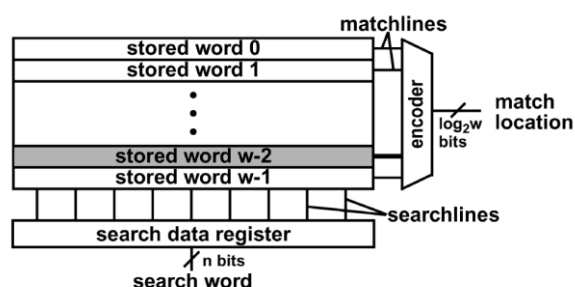 matchlines
stored word 0
stored word 1
encoder
match
location
log₂w
bits
stored word w-2
stored word w-1
searchlines
search data register
n bits
search word